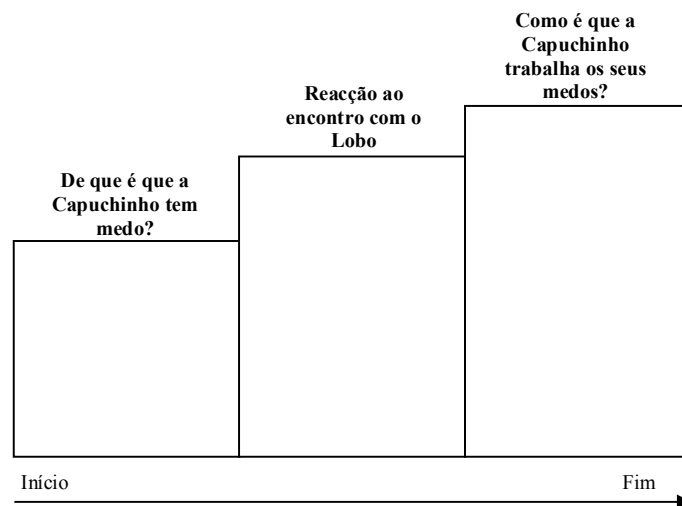 De que é que a
Capuchinho tem
medo?
Reacção ao
encontro com o
Lobo
Como é que a
Capuchinho
trabalha os seus
medos?
Início
Fim